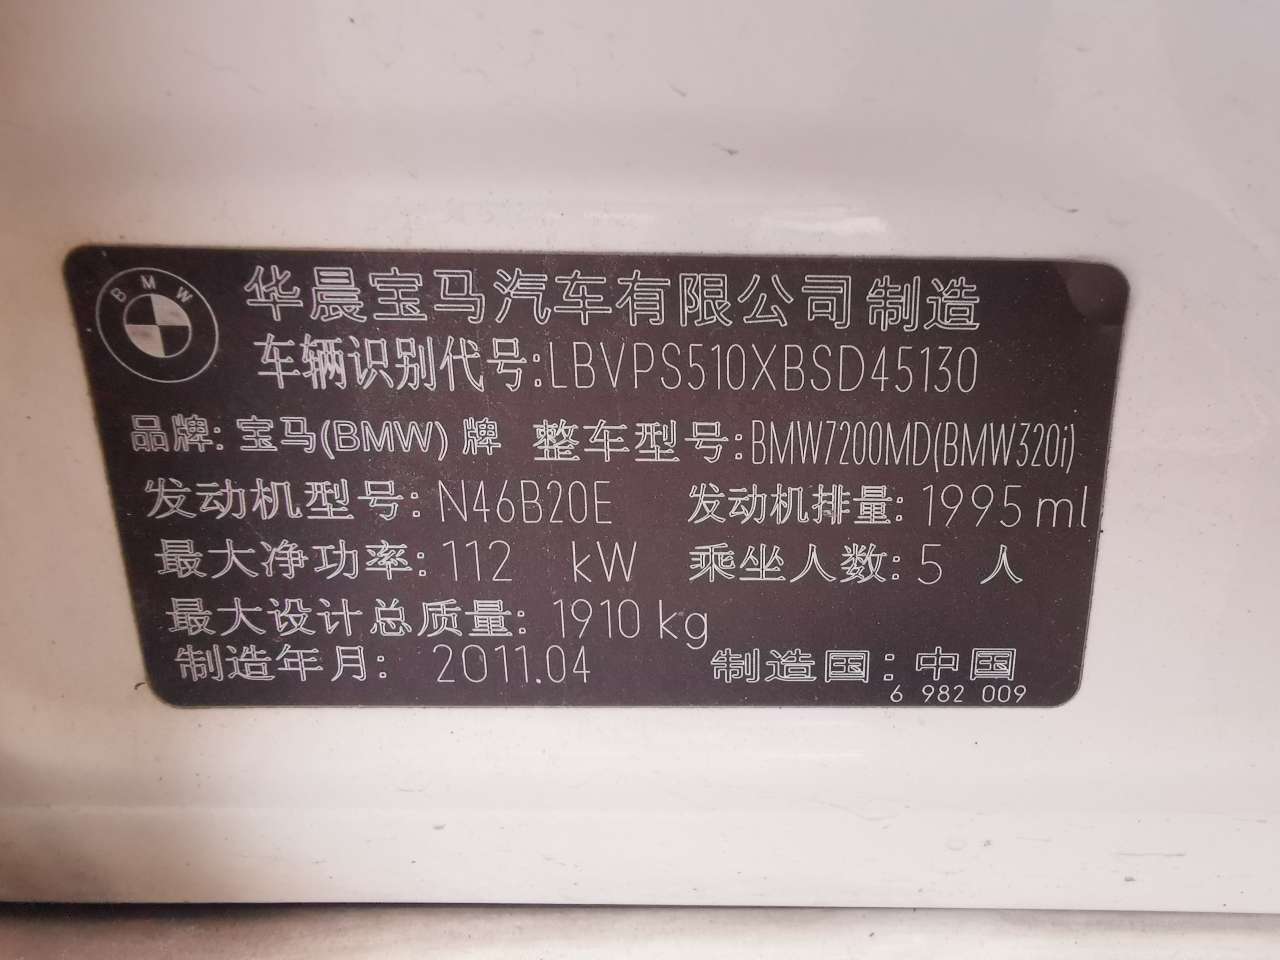 BMW
华晨宝马汽车有限公司制造
车辆识别代号:LBVPS510XBSD45130
品牌: 宝马(BMW) 牌 整车型号:BMW7200MD(BMW320i)
发动机型号: N46B20E 发动机排量: 1995 ml
最大净功率: 112 kW 乘坐人数: 5 人
最大设计总质量: 1910 kg
制造年月: 2011.04 制造国: 中国
6 982 009